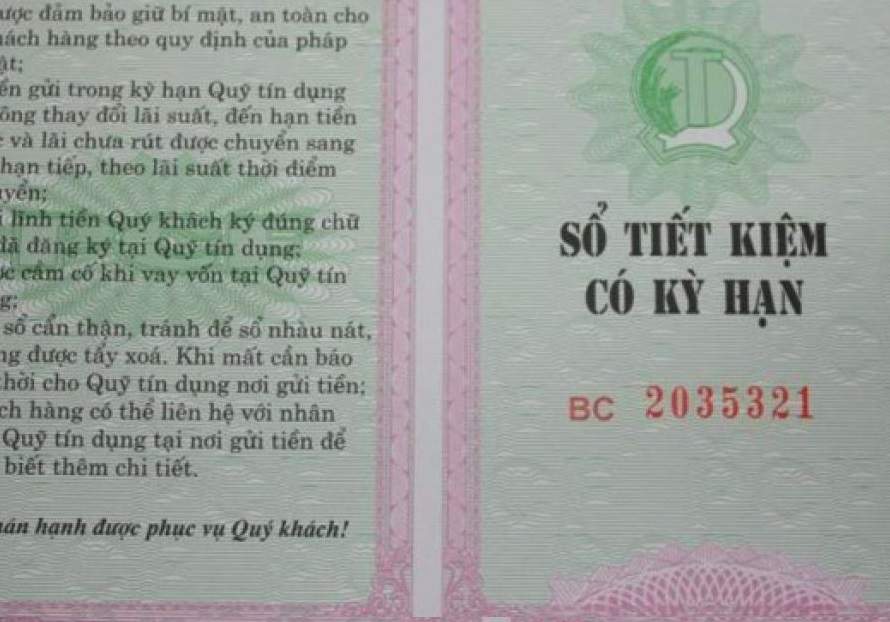 ược đảm bảo giữ bí mật, an toàn cho
hách hàng theo quy định của pháp
ật;
ền gửi trong kỳ hạn Quỹ tín dụng
ông thay đổi lãi suất, đến hạn tiền
và lãi chưa rút được chuyển sang
hạn tiếp, theo lãi suất thời điểm
yển;
lĩnh tiền Quý khách ký đúng chữ
đã đăng ký tại Quỹ tín dụng;
ợc cầm cố khi vay vốn tại Quỹ tín
g;
sổ cẩn thận, tránh để sổ nhàu nát,
ng được tẩy xoá. Khi mất cần báo
thời cho Quỹ tín dụng nơi gửi tiền;
ch hàng có thể liên hệ với nhân
Quỹ tín dụng tại nơi gửi tiền để
biết thêm chi tiết.
hân hạnh được phục vụ Quý khách!
SỔ TIẾT KIỆM
CÓ KỲ HẠN
BC 2035321